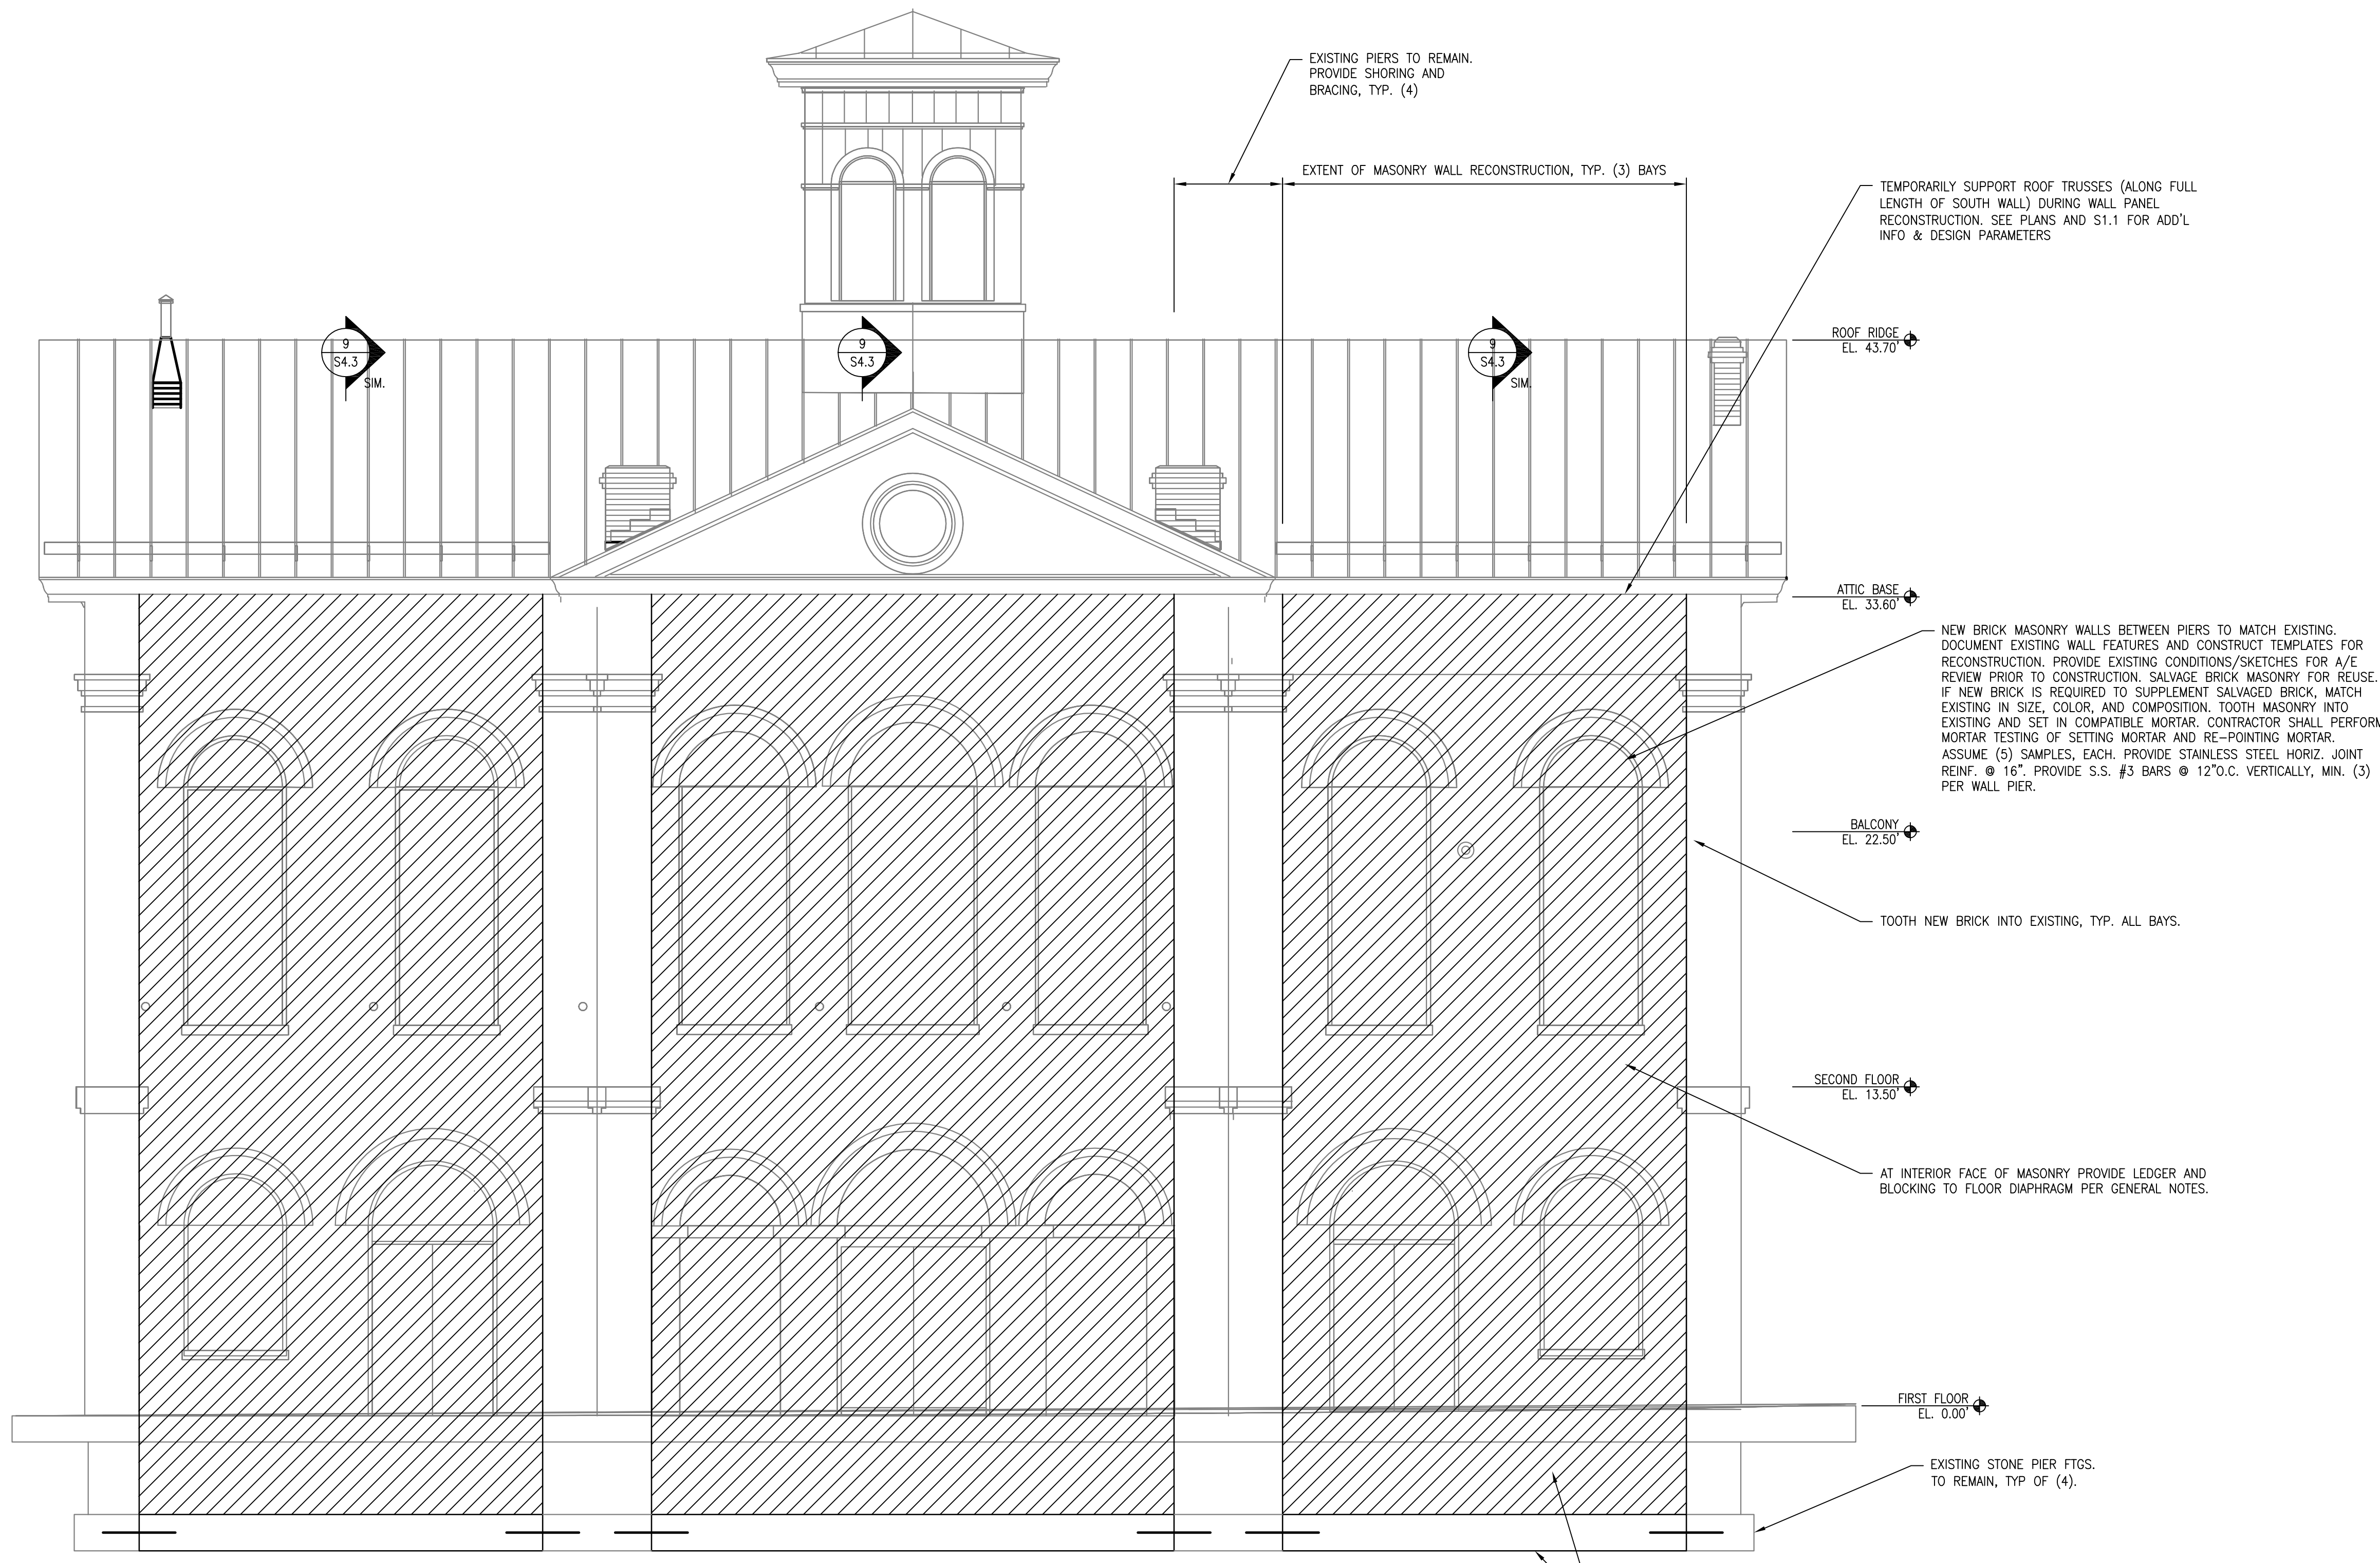 EXISTING PIERS TO REMAIN.
PROVIDE SHORING AND
BRACING, TYP. (4)
EXTENT OF MASONRY WALL RECONSTRUCTION, TYP. (3) BAYS
TEMPORARILY SUPPORT ROOF TRUSSES (ALONG FULL
LENGTH OF SOUTH WALL) DURING WALL PANEL
RECONSTRUCTION. SEE PLANS AND S1.1 FOR ADD'L
INFO & DESIGN PARAMETERS
9
S4.3
SIM.
9
S4.3
9
S4.3
SIM.
ROOF RIDGE
EL. 43.70'
ATTIC BASE
EL. 33.60'
NEW BRICK MASONRY WALLS BETWEEN PIERS TO MATCH EXISTING.
DOCUMENT EXISTING WALL FEATURES AND CONSTRUCT TEMPLATES FOR
RECONSTRUCTION. PROVIDE EXISTING CONDITIONS/SKETCHES FOR A/E
REVIEW PRIOR TO CONSTRUCTION. SALVAGE BRICK MASONRY FOR REUSE.
IF NEW BRICK IS REQUIRED TO SUPPLEMENT SALVAGED BRICK, MATCH
EXISTING IN SIZE, COLOR, AND COMPOSITION. TOOTH MASONRY INTO
EXISTING AND SET IN COMPATIBLE MORTAR. CONTRACTOR SHALL PERFORM
MORTAR TESTING OF SETTING MORTAR AND RE-POINTING MORTAR.
ASSUME (5) SAMPLES, EACH. PROVIDE STAINLESS STEEL HORIZ. JOINT
REINF. @ 16". PROVIDE S.S. #3 BARS @ 12"O.C. VERTICALLY, MIN. (3)
PER WALL PIER.
BALCONY
EL. 22.50'
TOOTH NEW BRICK INTO EXISTING, TYP. ALL BAYS.
SECOND FLOOR
EL. 13.50'
AT INTERIOR FACE OF MASONRY PROVIDE LEDGER AND
BLOCKING TO FLOOR DIAPHRAGM PER GENERAL NOTES.
FIRST FLOOR
EL. 0.00'
EXISTING STONE PIER FTGS.
TO REMAIN, TYP OF (4).